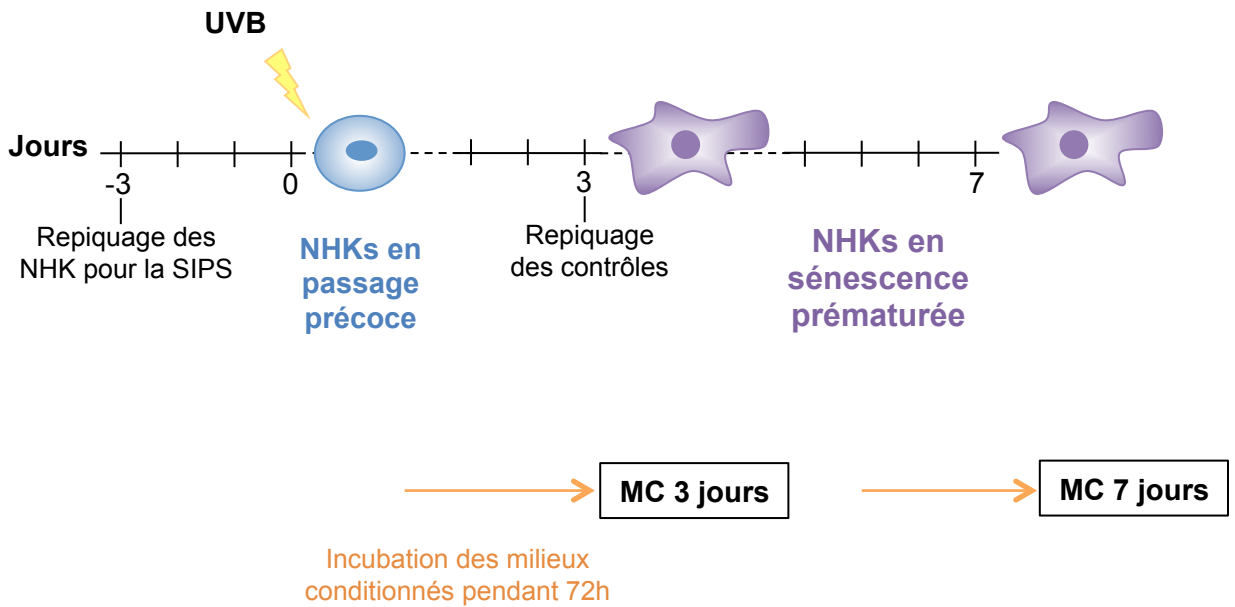 UVB
Jours
-3
0
3
7
Repiquage des
NHK pour la SIPS
NHKs en
passage
précoce
Repiquage
des contrôles
NHKs en
sénescence
prématurée
MC 3 jours
MC 7 jours
Incubation des milieux
conditionnés pendant 72h